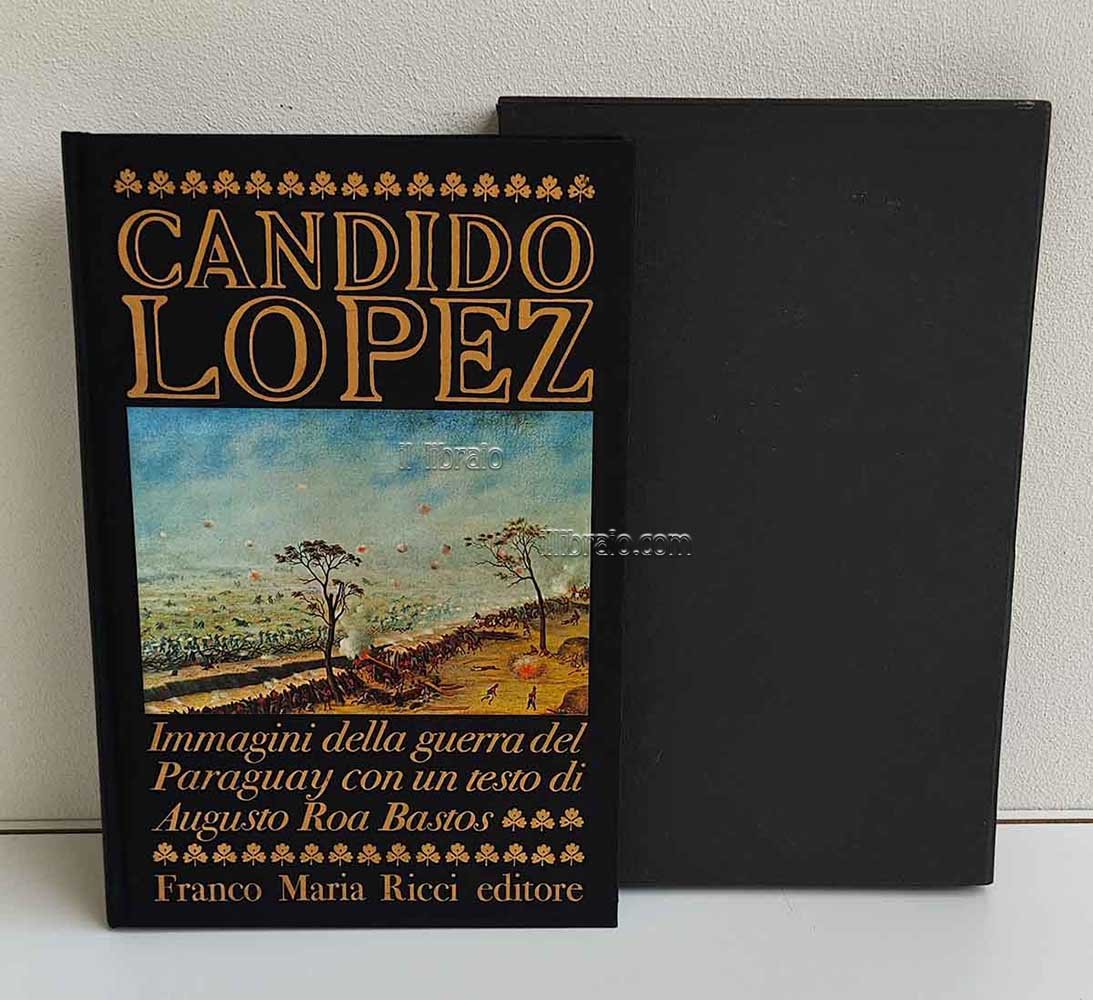 CANDIDO
LOPEZ
il libraio
illibraio.com
Immagini della guerra del
Paraguay con un testo di
Augusto Roa Bastos
Franco Maria Ricci editore